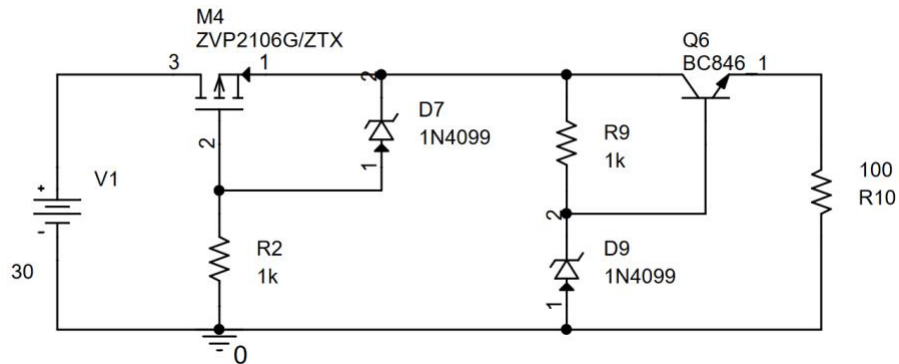 M4
ZVP2106G/ZTX
3
1
2
2
D7
1N4099
1
Q6
BC846_1
R9
1k
100
R10
+
V1
-
30
R2
1k
2
D9
1N4099
1
0